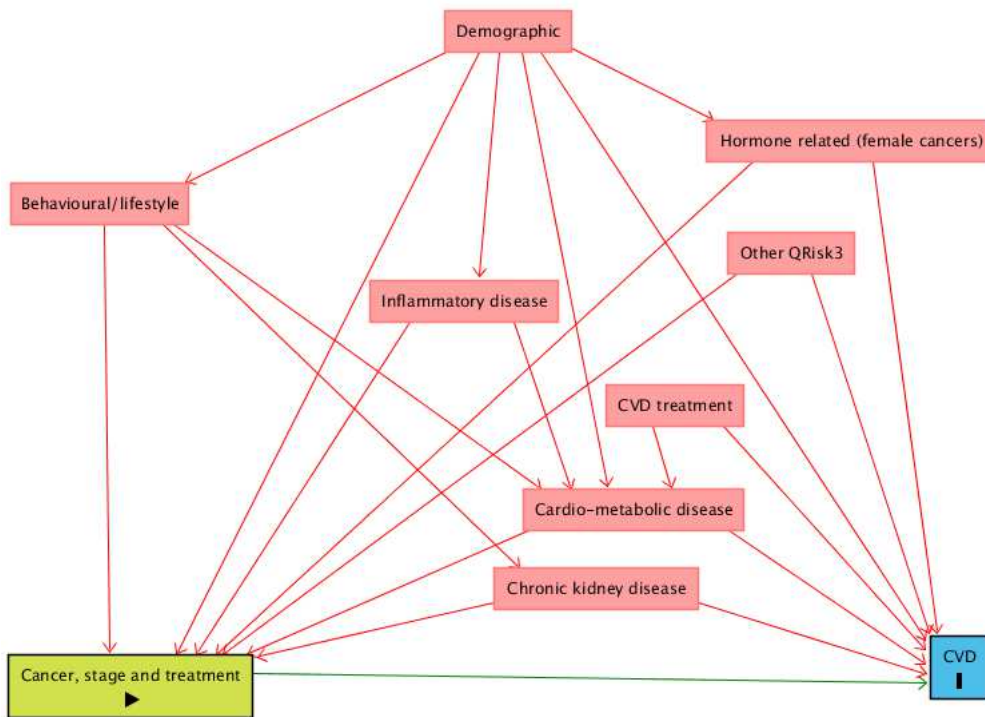 Demographic
Hormone related (female cancers)
Behavioural/lifestyle
Other QRisk3
Inflammatory disease
CVD treatment
Cardio-metabolic disease
Chronic kidney disease
Cancer, stage and treatment
CVD